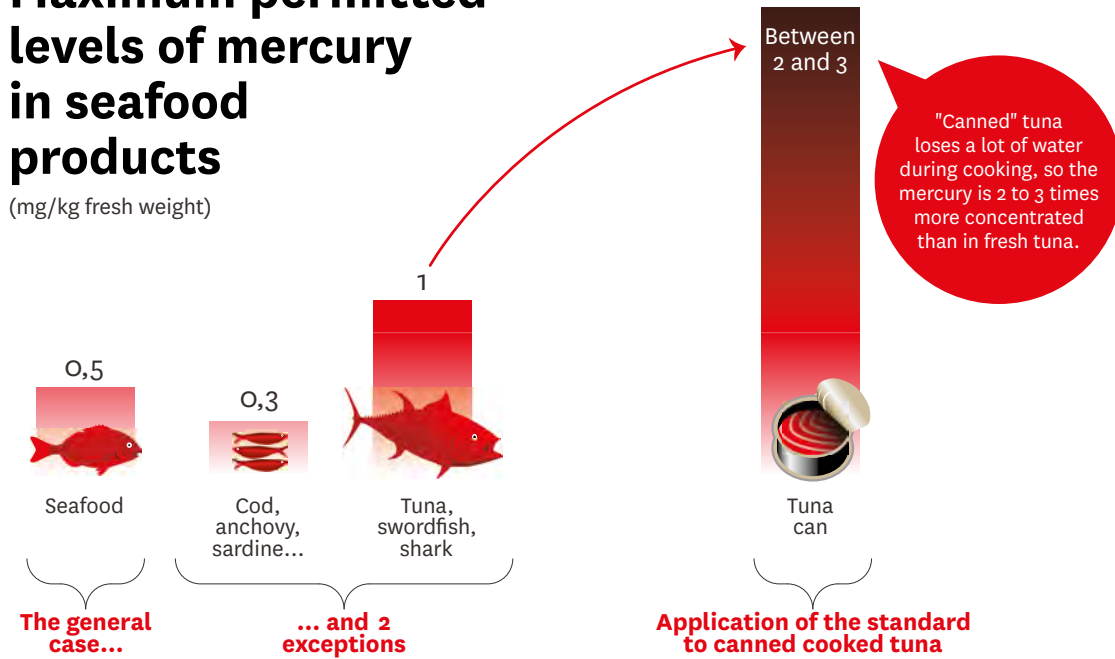 Maximum permitted
levels of mercury
in seafood
products
(mg/kg fresh weight)
Between
2 and 3
"Canned" tuna
loses a lot of water
during cooking, so the
mercury is 2 to 3 times
more concentrated
than in fresh tuna.
1
0,5
0,3
Seafood
Cod,
anchovy,
sardine...
Tuna,
swordfish,
shark
Tuna
can
The general
case...
... and 2
exceptions
Application of the standard
to canned cooked tuna